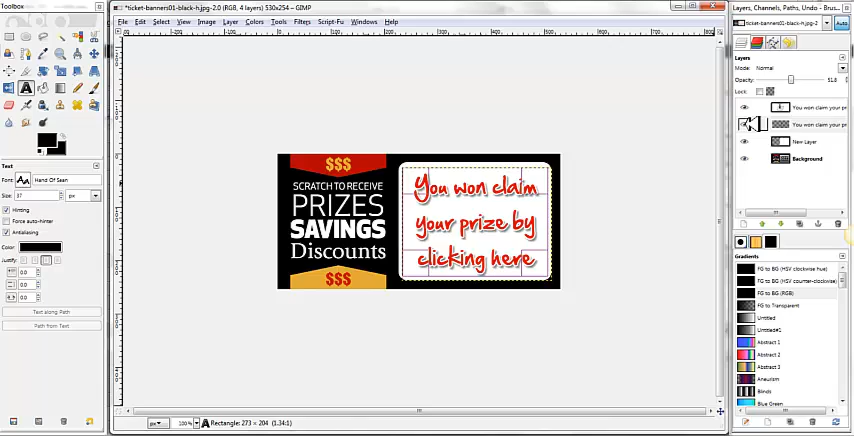 Toolbox
*ticket-banners01-black-h.jpg-2.0 (RGB, 4 layers) 530x254 – GIMP
Layers, Channels, Paths, Undo - Brus...
File Edit Select View Image Layer Colors Tools Filters Script-Fu Windows Help
ticket-banners01-black-h.jpg-2
Auto
Layers
Mode: Normal
Opacity: 51.8
Lock:
You won claim your pr
You won claim your pr
New Layer
Background
$$$
SCRATCH TO RECEIVE
PRIZES
SAVINGS
Discounts
$$$
You won claim
your prize by
clicking here
Text
Font: Hand Of Sean
Size: 37 px
Hinting
Force auto-hinter
Antialiasing
Color:
Justify:
0.0
0.0
0.0
Text along Path
Path from Text
Gradients
FG to BG (HSV clockwise hue)
FG to BG (HSV counter-clockwise)
FG to BG (RGB)
FG to Transparent
Untitled
Untitled#1
Abstract 1
Abstract 2
Abstract 3
Aneurism
Blinds
Blue Green
px 100% Rectangle: 273 × 204 (1.34:1)